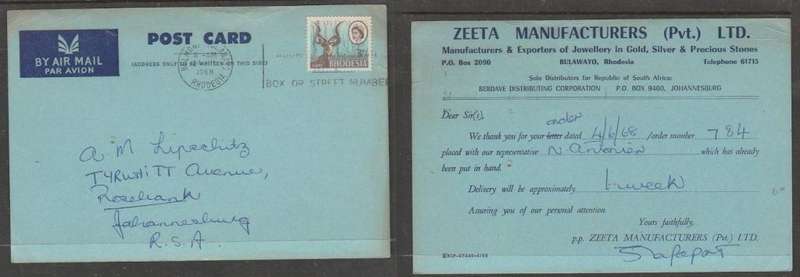 BY AIR MAIL
PAR AVION
POST CARD
(ADDRESS ONLY TO BE WRITTEN ON THIS SIDE)
RHODESIA
1968
RHODESIA
BOX OR STREET NUMBER
A M Lipschitz
TYRWHITT Avenue,
Rosebank
Johannesburg
R.S.A.
ZEETA MANUFACTURERS (Pvt.) LTD.
Manufacturers & Exporters of Jewellery in Gold, Silver & Precious Stones
P.O. Box 2090 BULAWAYO, Rhodesia Telephone 61715
Sole Distributors for Republic of South Africa:
BERDAVE DISTRIBUTING CORPORATION P.O. BOX 9400, JOHANNESBURG
Dear Sir(s),
order
We thank you for your letter dated 4/6/68 /order number 784
placed with our representative N. Antonien which has already
been put in hand.
Delivery will be approximately 1 week
Assuring you of our personal attention
Yours faithfully,
p.p. ZEETA MANUFACTURERS (Pvt.) LTD.